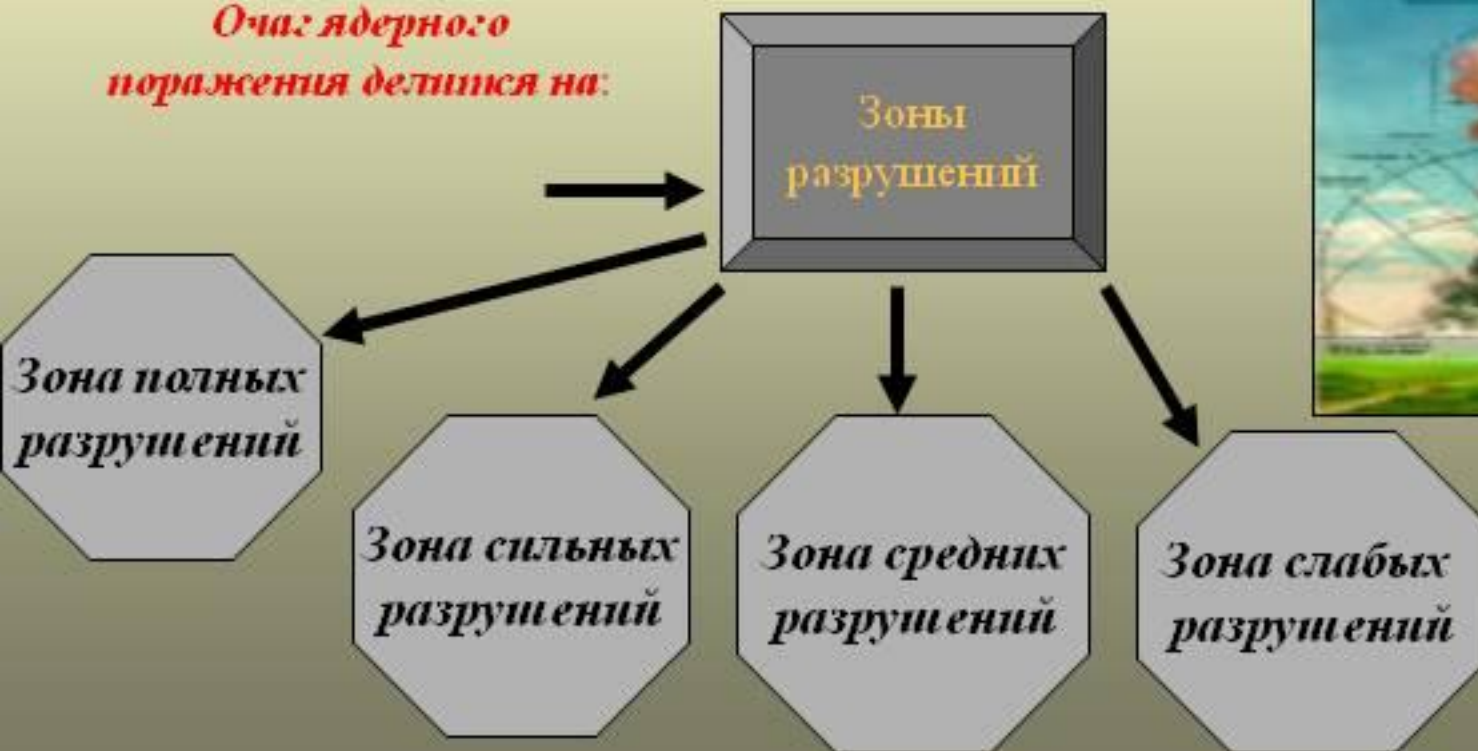 Очаг ядерного
поражения делится на:
Зоны
разрушений
Зона полных
разрушений
Зона сильных
разрушений
Зона средних
разрушений
Зона слабых
разрушений